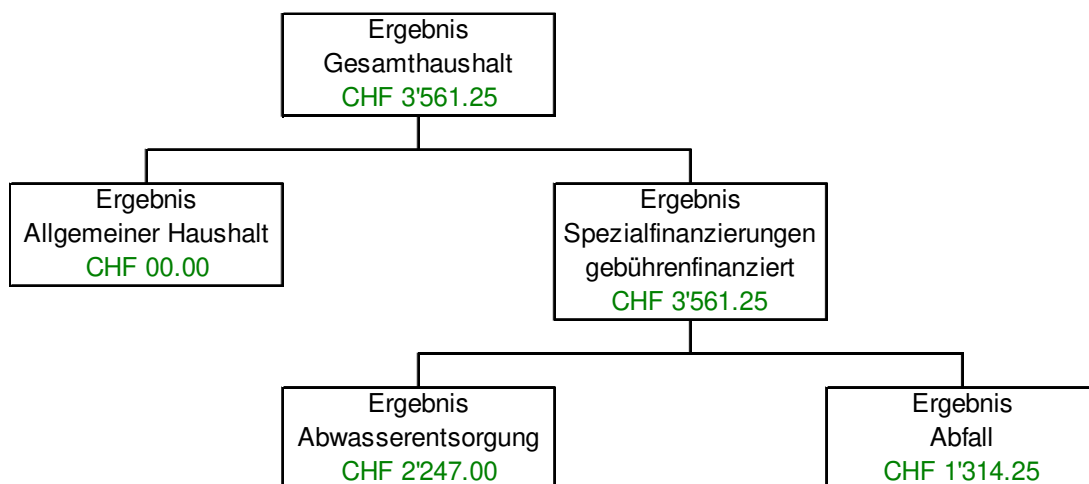 Ergebnis
Gesamthaushalt
CHF 3'561.25
Ergebnis
Allgemeiner Haushalt
CHF 00.00
Ergebnis
Spezialfinanzierungen
gebührenfinanziert
CHF 3'561.25
Ergebnis
Abwasserentsorgung
CHF 2'247.00
Ergebnis
Abfall
CHF 1'314.25